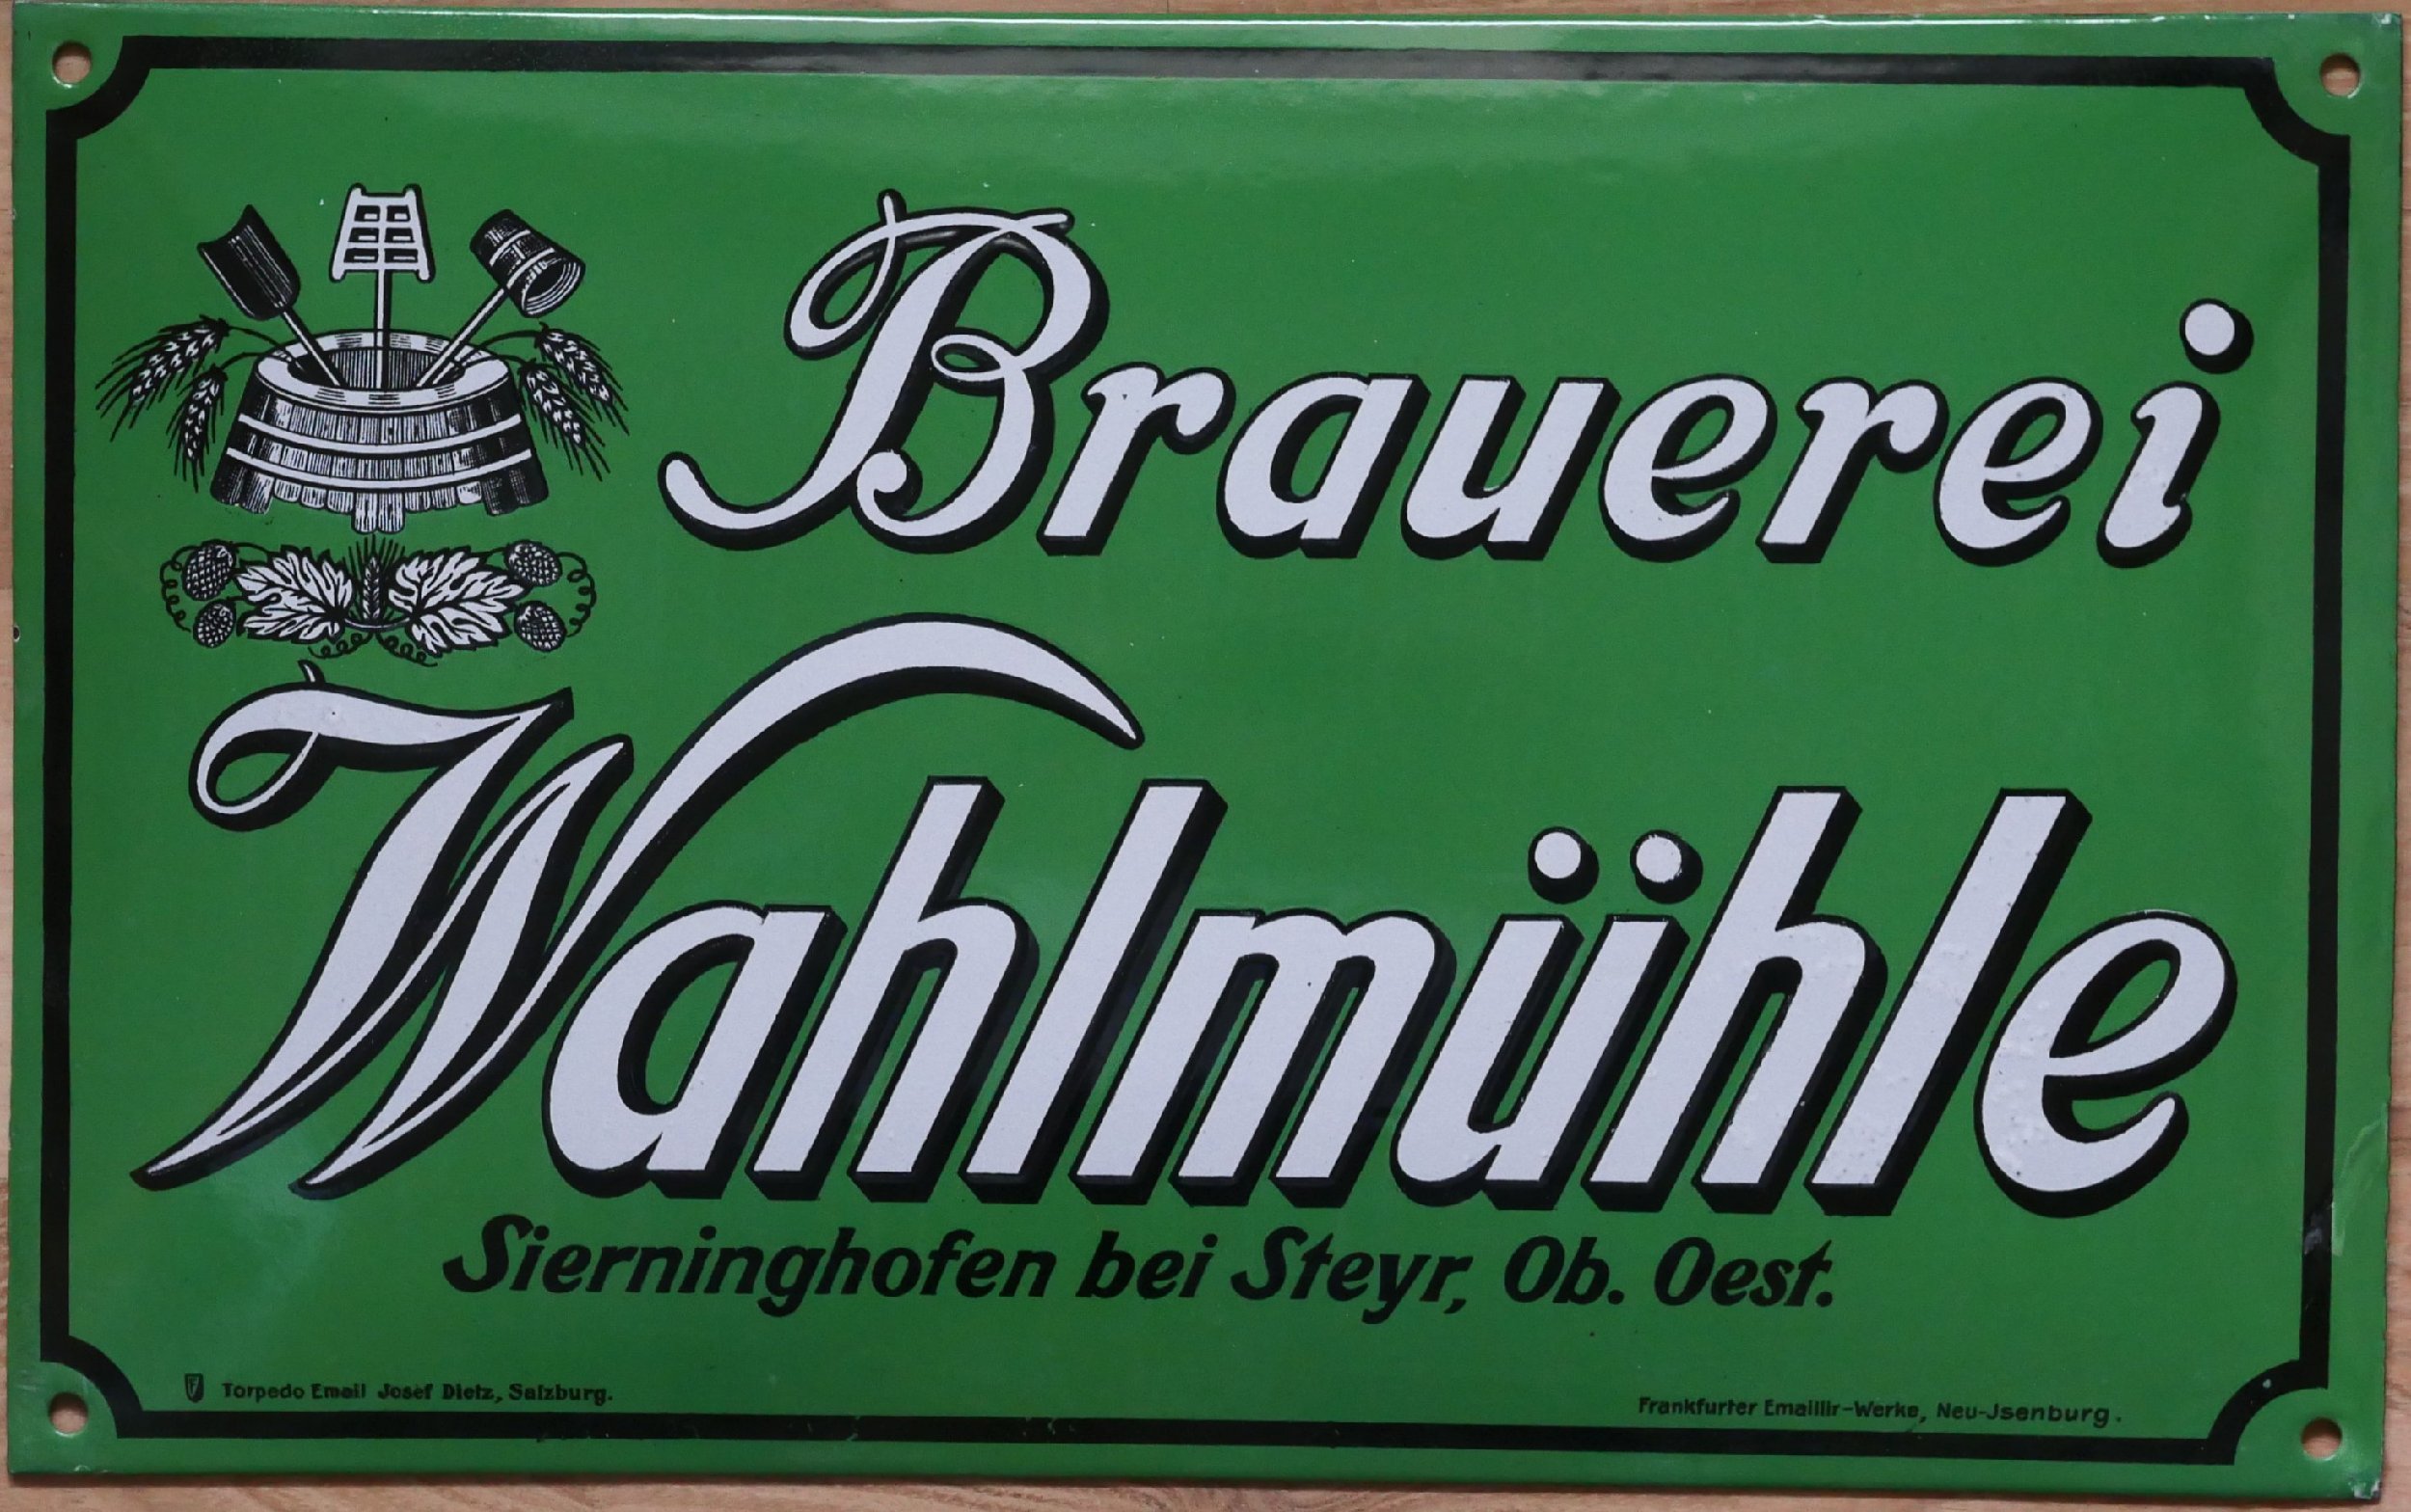 Brauerei
Wahlmühle
Sierninghofen bei Steyr, Ob. Oest.
Torpedo Email Josef Dietz, Salzburg.
Frankfurter Emaillir-Werke, Neu-Jsenburg.